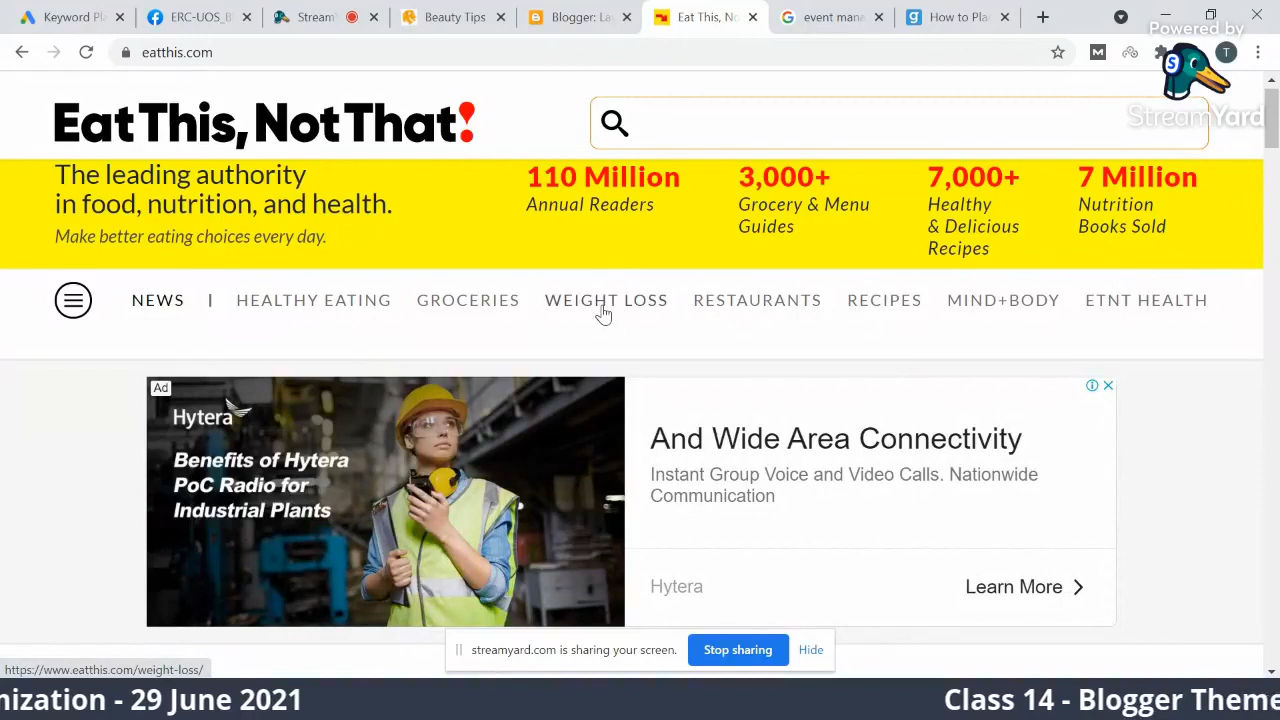 Keyword Pl
ERC-UOS_
StreamY
Beauty Tips
Blogger: La
Eat This, No
event mana
How to Pla
eatthis.com
T
Powered by
S
StreamYard
Eat This, Not That!
The leading authority
in food, nutrition, and health.
Make better eating choices every day.
110 Million
Annual Readers
3,000+
Grocery & Menu
Guides
7,000+
Healthy
& Delicious
Recipes
7 Million
Nutrition
Books Sold
NEWS | HEALTHY EATING GROCERIES WEIGHT LOSS RESTAURANTS RECIPES MIND+BODY ETNT HEALTH
Ad
Hytera
Benefits of Hytera
PoC Radio for
Industrial Plants
And Wide Area Connectivity
Instant Group Voice and Video Calls. Nationwide
Communication
Hytera
Learn More
streamyard.com is sharing your screen.
Stop sharing
Hide
https://www.eatthis.com/weight-loss/
nization - 29 June 2021
Class 14 - Blogger Theme